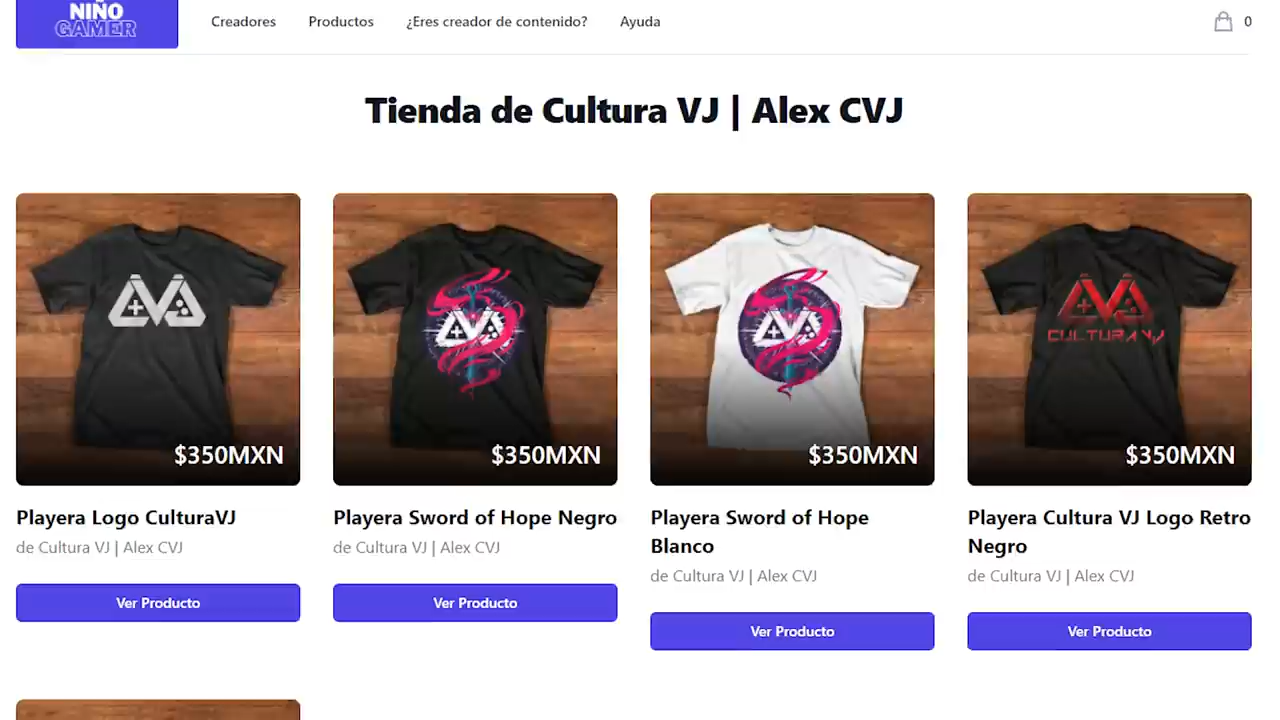 NIÑO
GAMER
Creadores
Productos
¿Eres creador de contenido?
Ayuda
0
Tienda de Cultura VJ | Alex CVJ
CULTURA VJ
$350MXN
$350MXN
$350MXN
$350MXN
Playera Logo CulturaVJ
de Cultura VJ | Alex CVJ
Ver Producto
Playera Sword of Hope Negro
de Cultura VJ | Alex CVJ
Ver Producto
Playera Sword of Hope
Blanco
de Cultura VJ | Alex CVJ
Ver Producto
Playera Cultura VJ Logo Retro
Negro
de Cultura VJ | Alex CVJ
Ver Producto